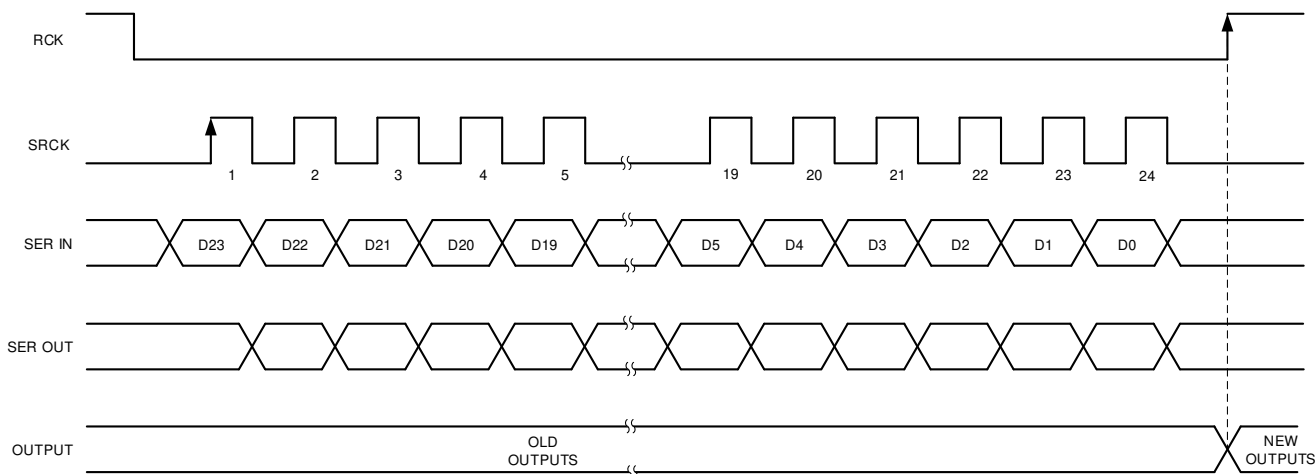 RCK
SRCK
1 2 3 4 5 19 20 21 22 23 24
SER IN
D23 D22 D21 D20 D19 D5 D4 D3 D2 D1 D0
SER OUT
OUTPUT
OLD
OUTPUTS
NEW
OUTPUTS